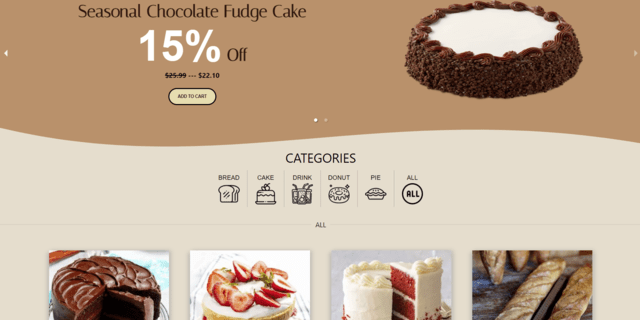 Seasonal Chocolate Fudge Cake
15% Off
$25.99 --- $22.10
ADD TO CART
CATEGORIES
BREAD CAKE DRINK DONUT PIE ALL
ALL
ALL